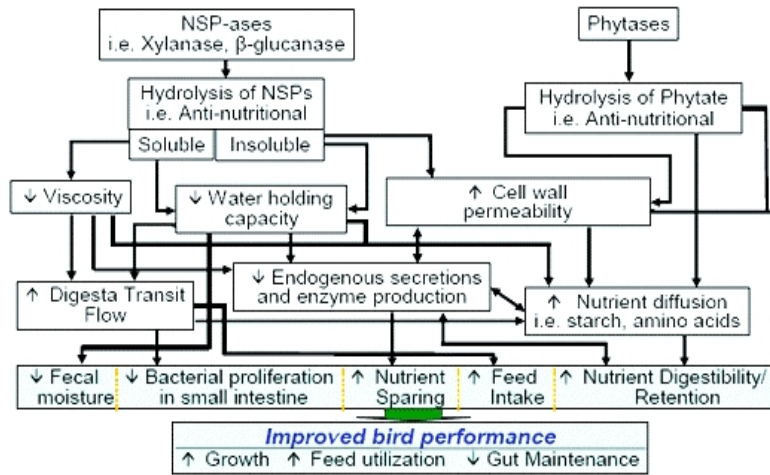 NSP-ases
i.e. Xylanase, β-glucanase
Phytases
Hydrolysis of NSPs
i.e. Anti-nutritional
Soluble
Insoluble
Hydrolysis of Phytate
i.e. Anti-nutritional
↓ Viscosity
↓ Water holding
capacity
↑ Cell wall
permeability
↑ Digesta Transit
Flow
↓ Endogenous secretions
and enzyme production
↑ Nutrient diffusion
i.e. starch, amino acids
↓ Fecal
moisture
↓ Bacterial proliferation
in small intestine
↑ Nutrient
Sparing
↑ Feed
Intake
↑ Nutrient Digestibility/
Retention
Improved bird performance
↑ Growth ↑ Feed utilization ↓ Gut Maintenance